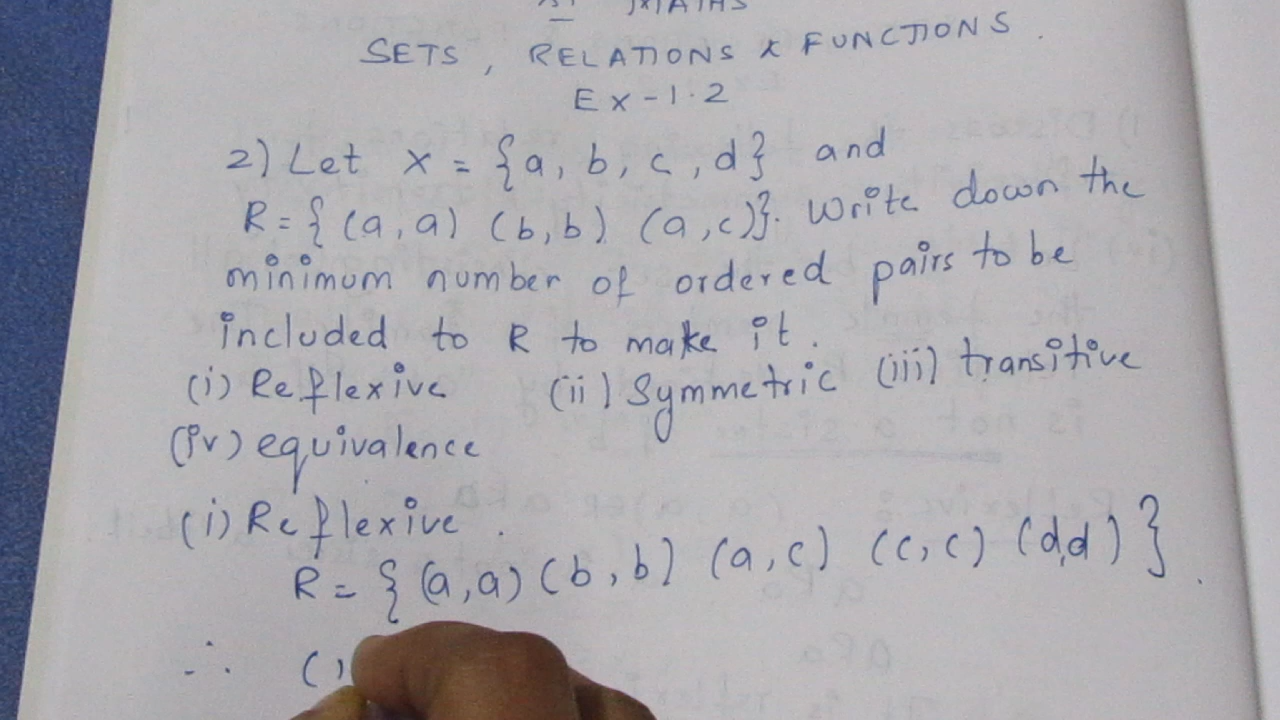 MATHS
SETS, RELATIONS & FUNCTIONS.
Ex-1.2
2) Let X = {a, b, c, d} and
R = { (a,a) (b,b) (a,c)}. Write down the
minimum number of ordered pairs to be
included to R to make it.
(i) Reflexive (ii) Symmetric (iii) transitive
(iv) equivalence
(i) Reflexive.
R = { (a,a) (b,b) (a,c) (c,c) (d,d) }.
∴ (